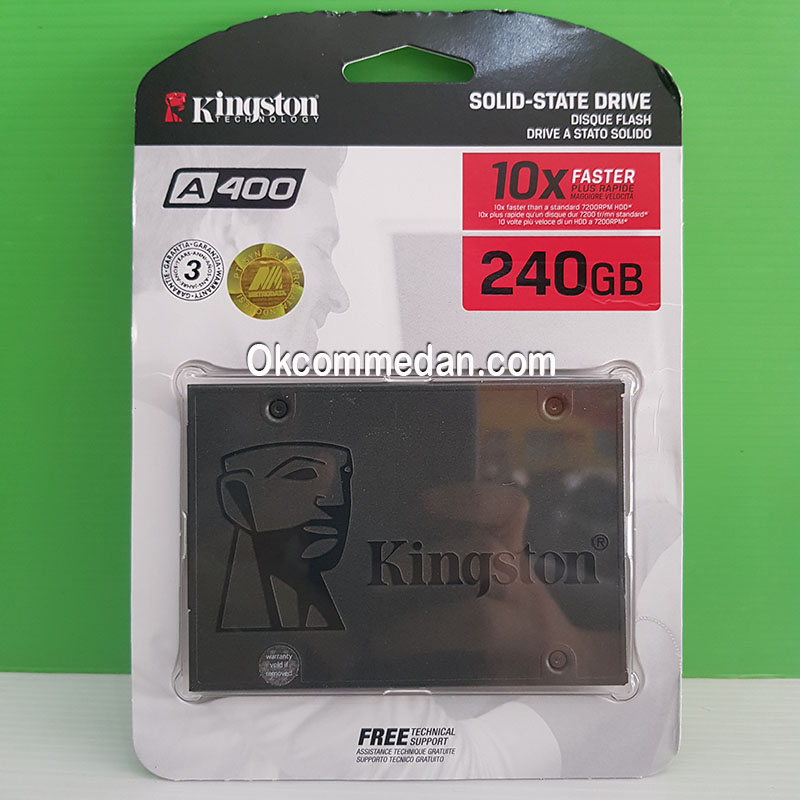 Kingston
TECHNOLOGY
SOLID-STATE DRIVE
DISQUE FLASH
DRIVE A STATO SOLIDO
A400
10x FASTER
PLUS RAPIDE
MAGGIORE VELOCITÀ
10x faster than a standard 7200RPM HDD*
10x plus rapide qu'un disque dur 7200 tr/mn standard*
10 volte più veloce di un HDD a 7200RPM*
240GB
3
Okcommedan.com
Kingston®
warranty
void if
removed
FREE TECHNICAL
SUPPORT
ASSISTANCE TECHNIQUE GRATUITE
SUPPORTO TECNICO GRATUITO